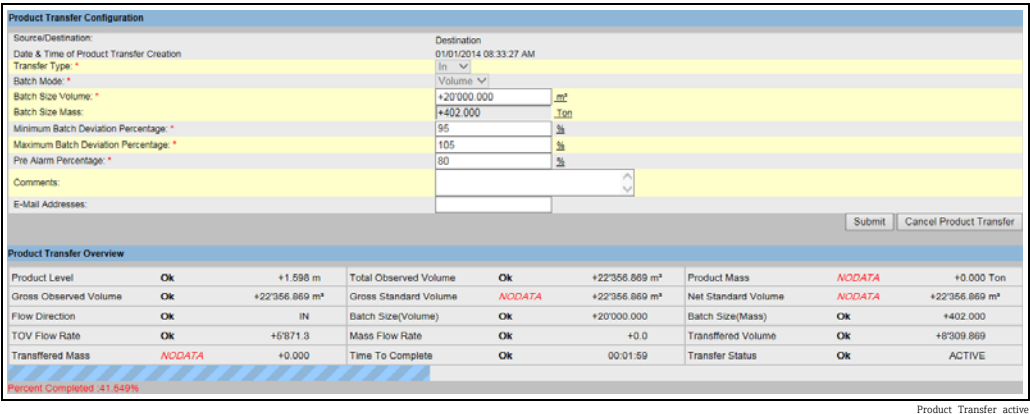 Product Transfer Configuration
Source/Destination: Destination
Date & Time of Product Transfer Creation 01/01/2014 08:33:27 AM
Transfer Type: * In
Batch Mode: * Volume
Batch Size Volume: * +20'000.000 m³
Batch Size Mass: +402.000 Ton
Minimum Batch Deviation Percentage: * 95 %
Maximum Batch Deviation Percentage: * 105 %
Pre Alarm Percentage: * 80 %
Comments:
E-Mail Addresses:
Submit Cancel Product Transfer
Product Transfer Overview
Product Level Ok +1.598 m Total Observed Volume Ok +22'356.869 m³ Product Mass NODATA +0.000 Ton
Gross Observed Volume Ok +22'356.869 m³ Gross Standard Volume NODATA +22'356.869 m³ Net Standard Volume NODATA +22'356.869 m³
Flow Direction Ok IN Batch Size(Volume) Ok +20'000.000 Batch Size(Mass) Ok +402.000
TOV Flow Rate Ok +5'871.3 Mass Flow Rate Ok +0.0 Transffered Volume Ok +8'309.869
Transffered Mass NODATA +0.000 Time To Complete Ok 00:01:59 Transfer Status Ok ACTIVE
Percent Completed :41.549%
Product Transfer active